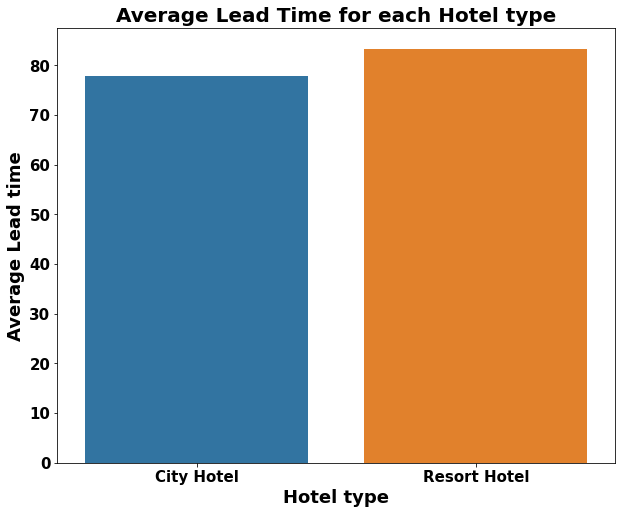 Average Lead Time for each Hotel type
Average Lead time
80
70
60
50
40
30
20
10
0
City Hotel
Resort Hotel
Hotel type